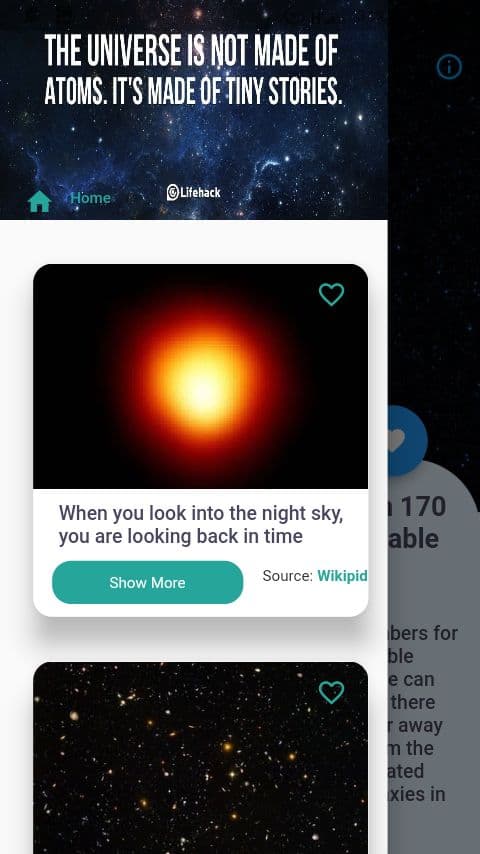 THE UNIVERSE IS NOT MADE OF
ATOMS. IT'S MADE OF TINY STORIES.
Home
Lifehack
When you look into the night sky,
you are looking back in time
Show More
Source: Wikipid
170
able
bers for
ble
e can
there
r away
m the
ated
xies in